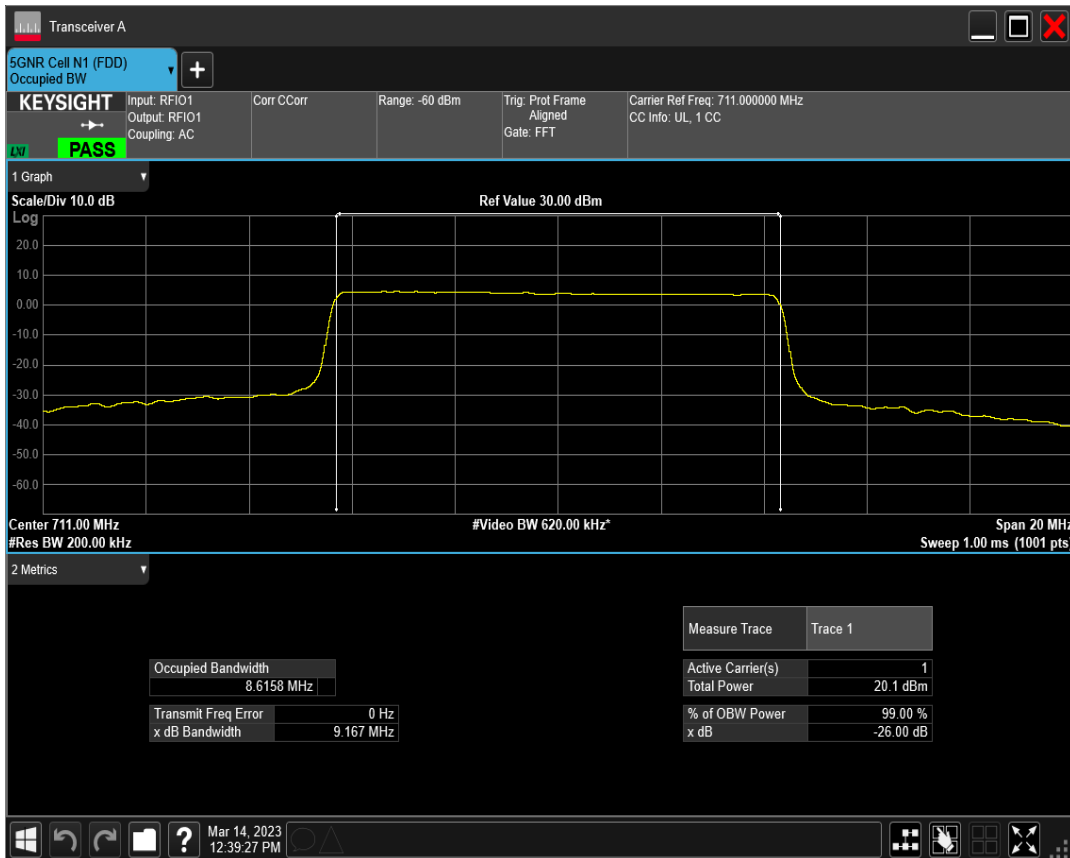 Transceiver A
5GNR Cell N1 (FDD)
Occupied BW
+
KEYSIGHT
LXI
PASS
Input: RFIO1
Output: RFIO1
Coupling: AC
Corr CCorr
Range: -60 dBm
Trig: Prot Frame
Aligned
Gate: FFT
Carrier Ref Freq: 711.000000 MHz
CC Info: UL, 1 CC
1 Graph
Scale/Div 10.0 dB
Ref Value 30.00 dBm
Log
20.0
10.0
0.00
-10.0
-20.0
-30.0
-40.0
-50.0
-60.0
Center 711.00 MHz
#Video BW 620.00 kHz*
Span 20 MHz
#Res BW 200.00 kHz
Sweep 1.00 ms (1001 pts)
2 Metrics
Measure Trace Trace 1
Occupied Bandwidth
8.6158 MHz
Active Carrier(s) 1
Total Power 20.1 dBm
Transmit Freq Error 0 Hz
x dB Bandwidth 9.167 MHz
% of OBW Power 99.00 %
x dB -26.00 dB
?
Mar 14, 2023
12:39:27 PM